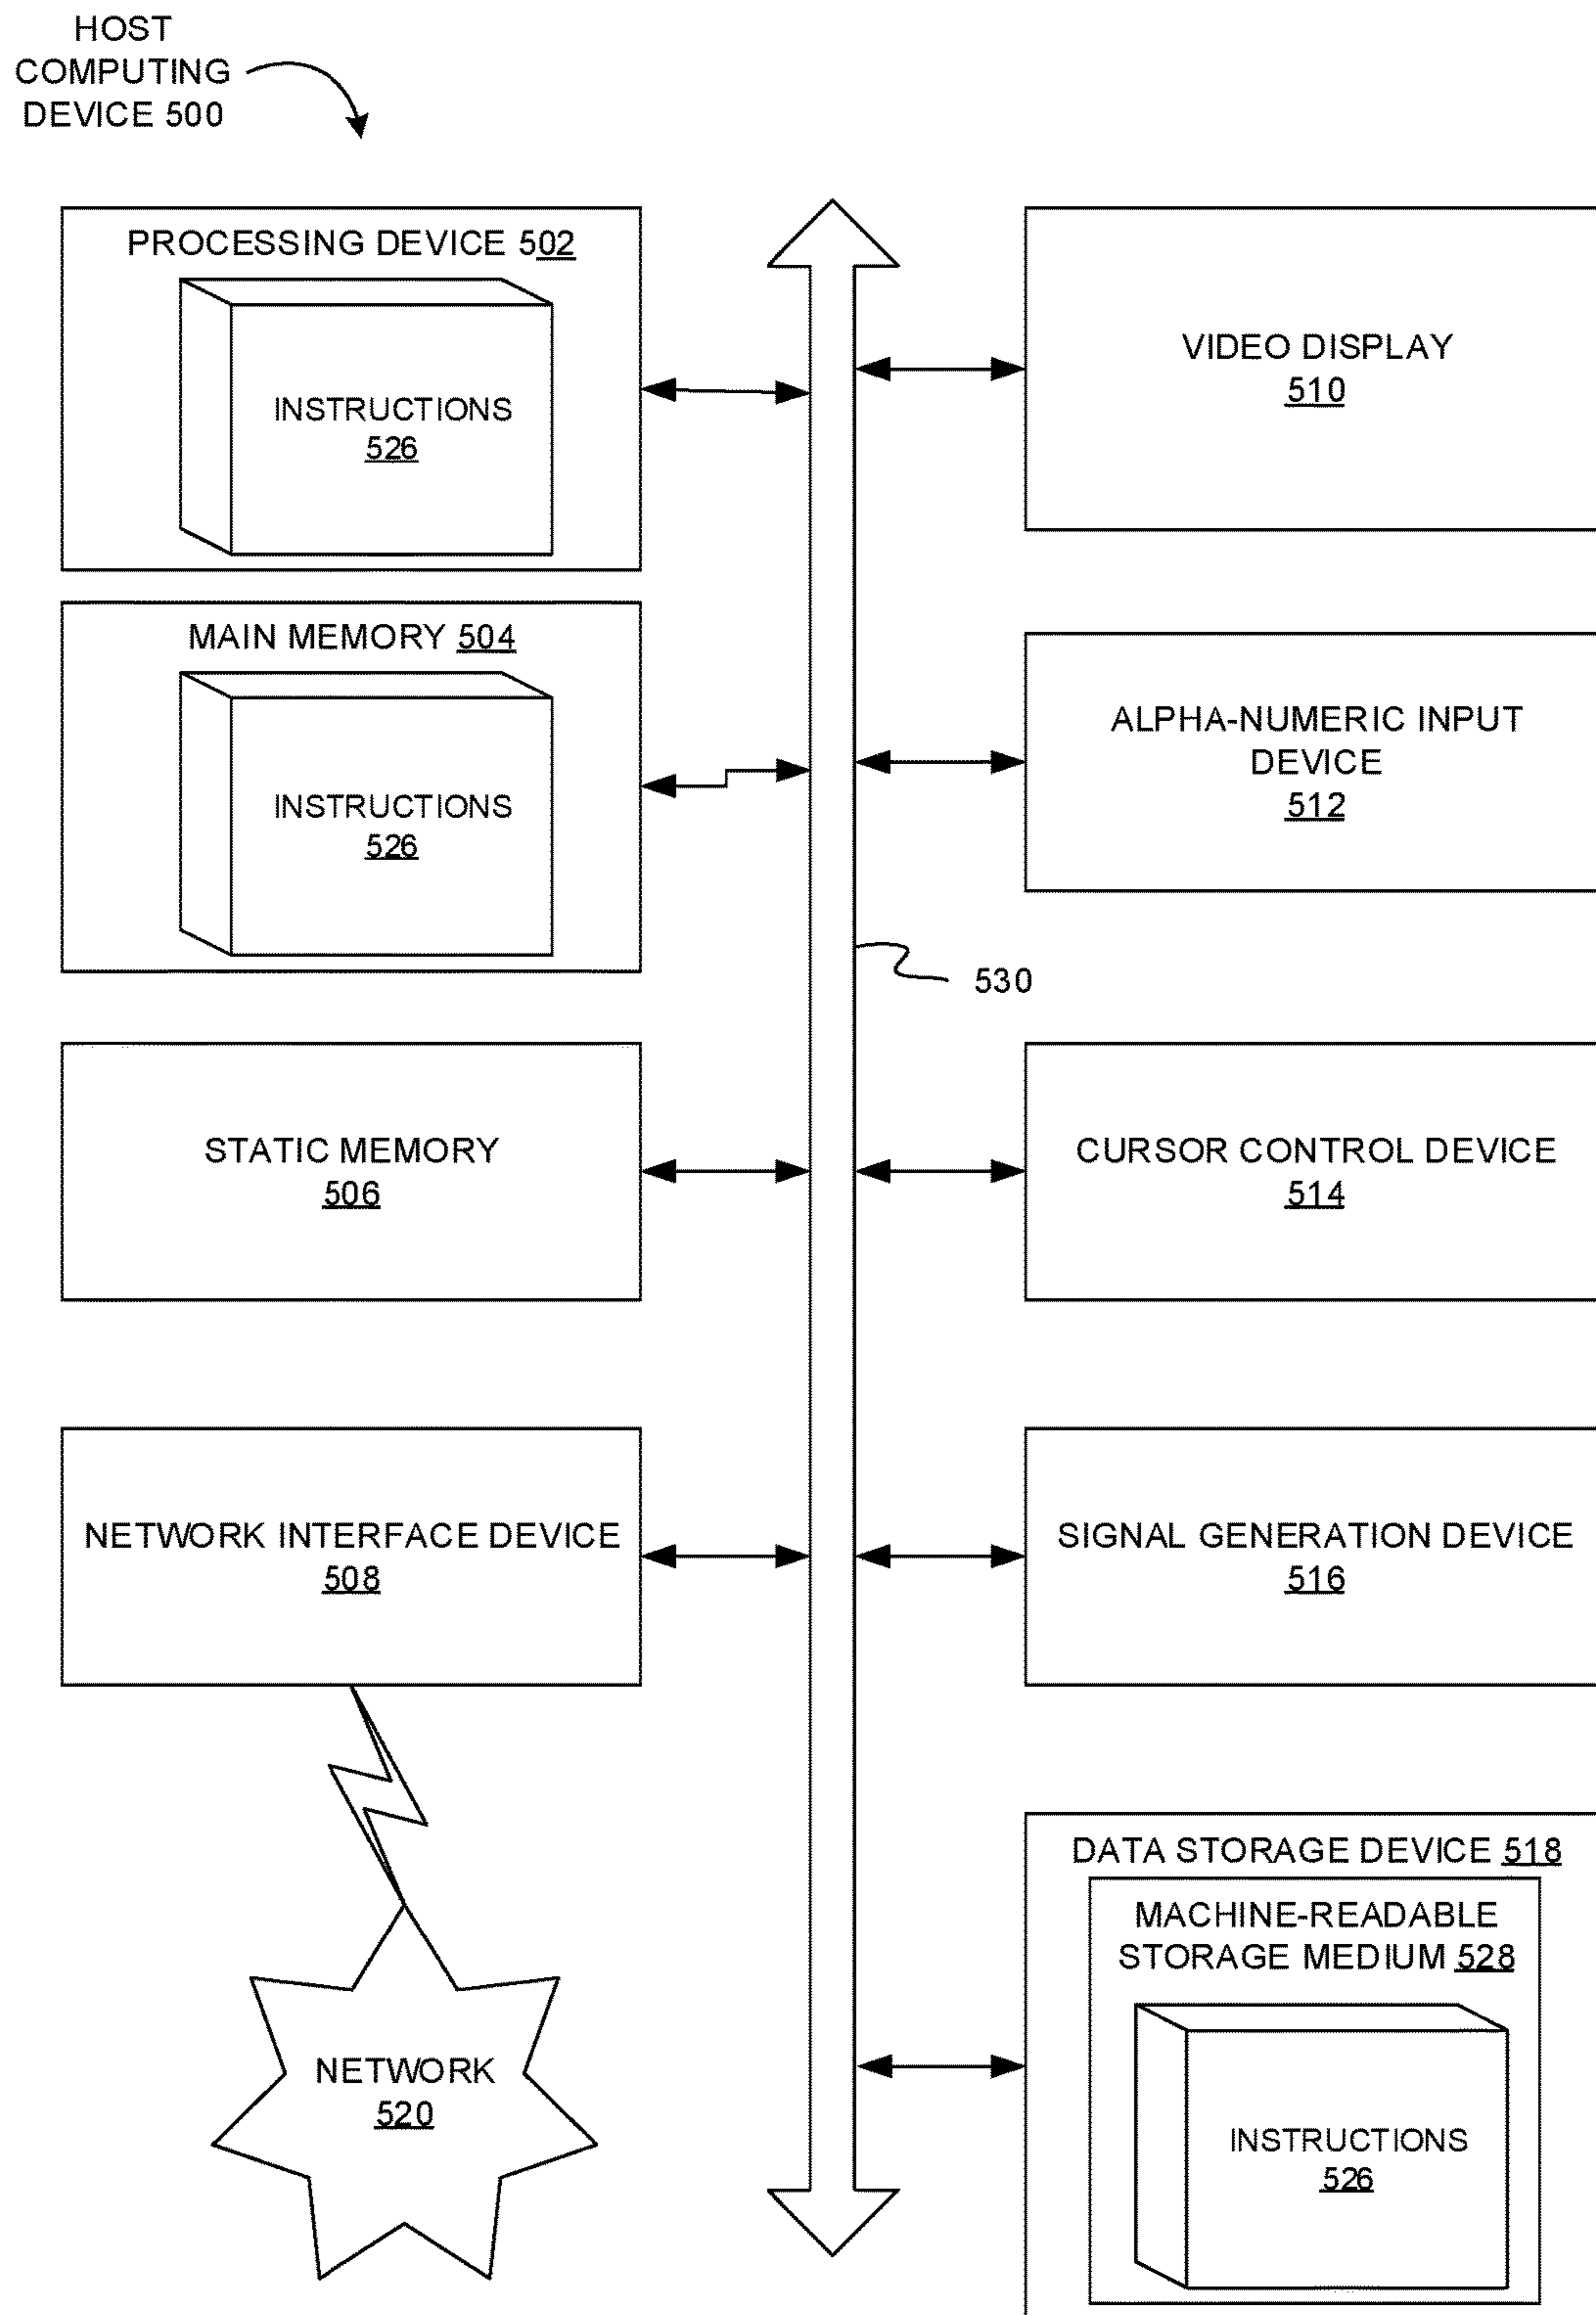 HOST
COMPUTING
DEVICE 500
PROCESSING DEVICE 502
INSTRUCTIONS
526
MAIN MEMORY 504
INSTRUCTIONS
526
STATIC MEMORY
506
NETWORK INTERFACE DEVICE
508
NETWORK
520
530
VIDEO DISPLAY
510
ALPHA-NUMERIC INPUT
DEVICE
512
CURSOR CONTROL DEVICE
514
SIGNAL GENERATION DEVICE
516
DATA STORAGE DEVICE 518
MACHINE-READABLE
STORAGE MEDIUM 528
INSTRUCTIONS
526